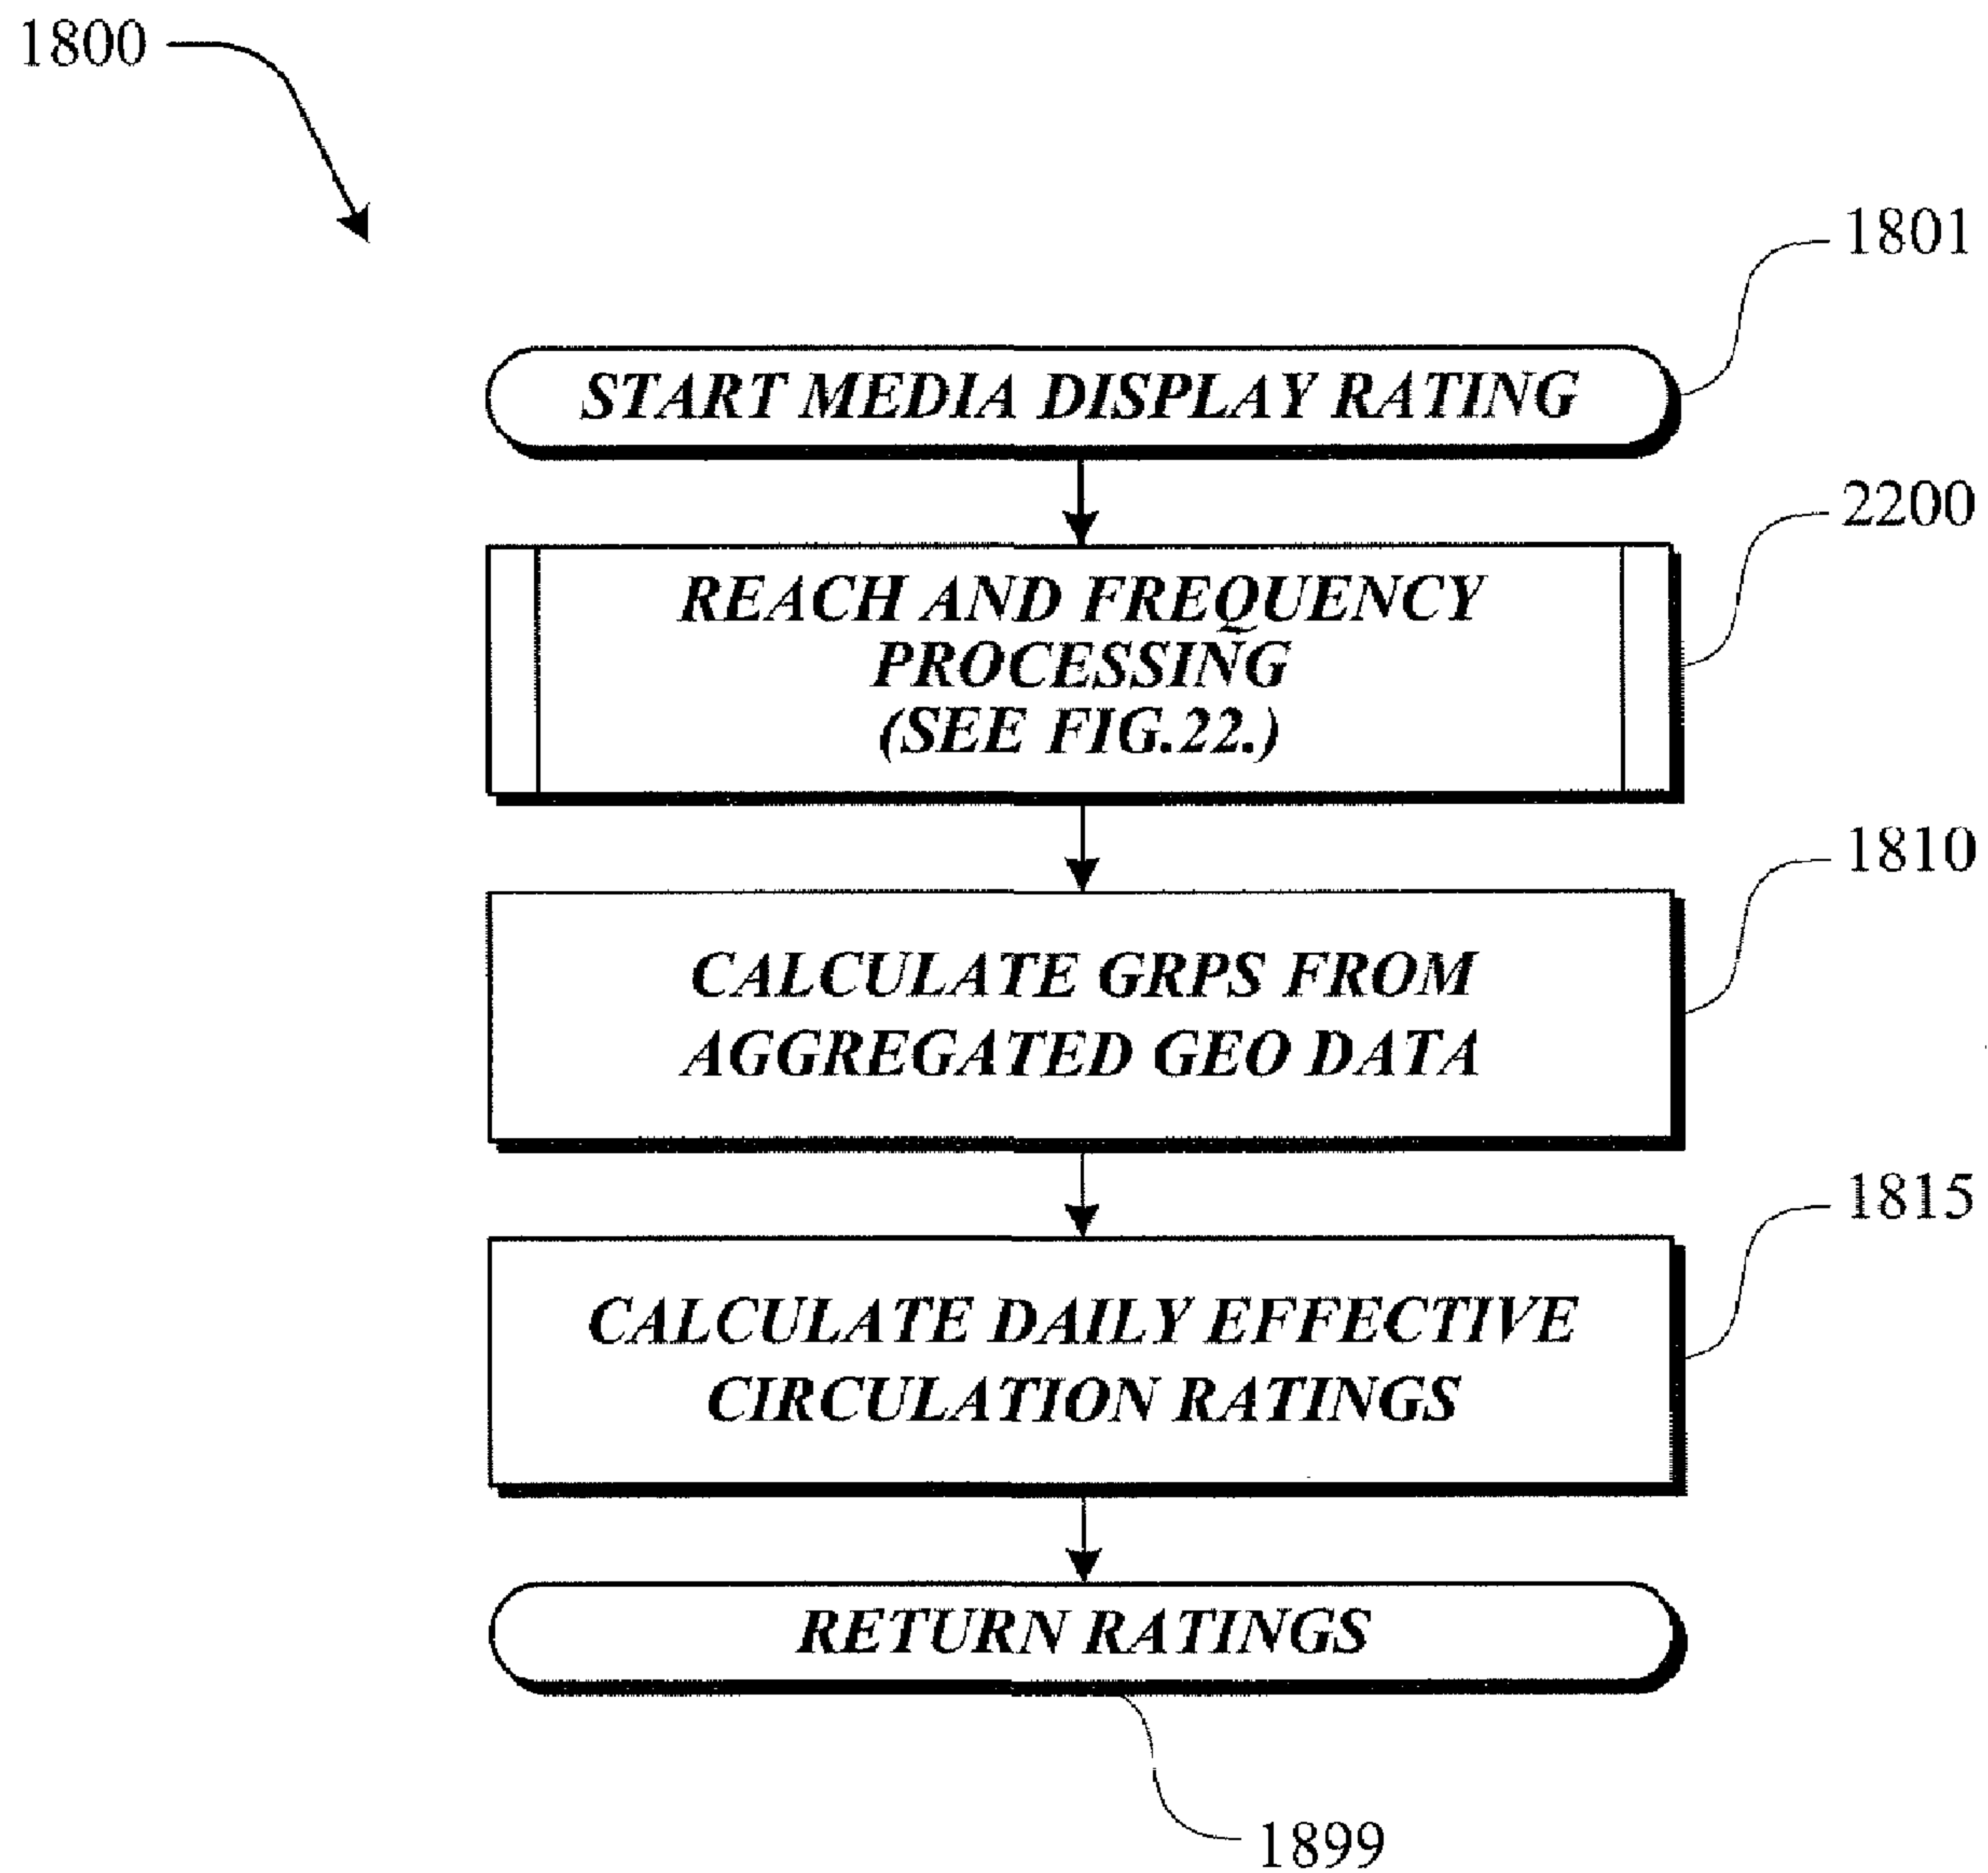 1800
1801
START MEDIA DISPLAY RATING
2200
REACH AND FREQUENCY
PROCESSING
(SEE FIG.22.)
1810
CALCULATE GRPS FROM
AGGREGATED GEO DATA
1815
CALCULATE DAILY EFFECTIVE
CIRCULATION RATINGS
RETURN RATINGS
1899